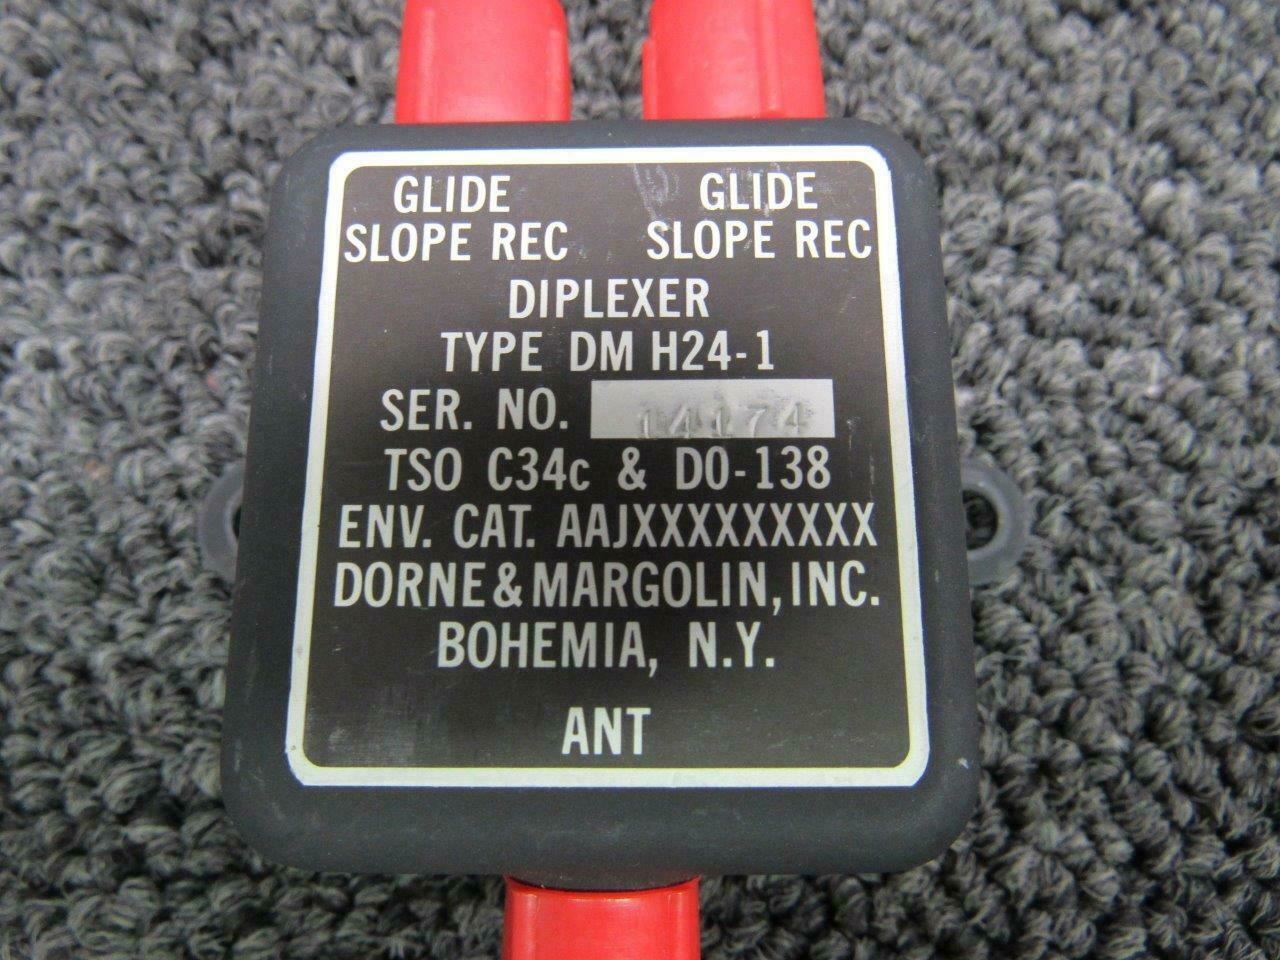 GLIDE GLIDE
SLOPE REC SLOPE REC
DIPLEXER
TYPE DM H24-1
SER. NO. 14174
TSO C34c & DO-138
ENV. CAT. AAJXXXXXXXXX
DORNE & MARGOLIN, INC.
BOHEMIA, N.Y.
ANT